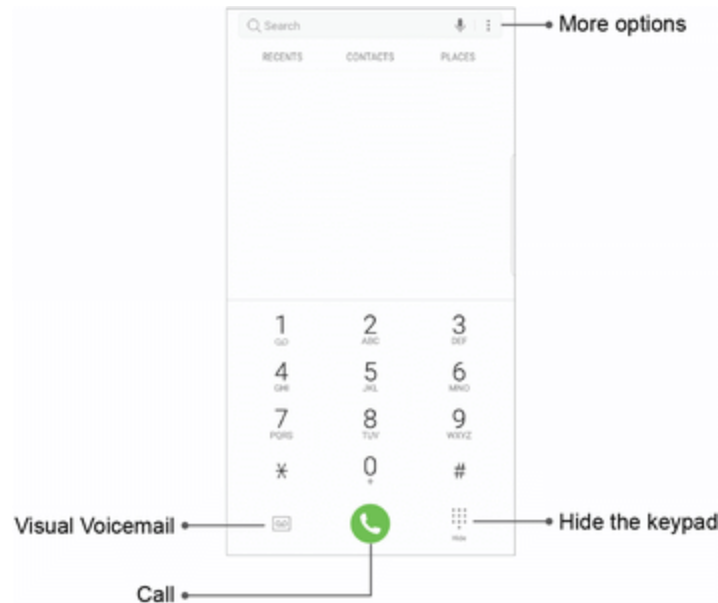 Search
More options
RECENTS CONTACTS PLACES
1 2 3
ABC DEF
4 5 6
GHI JKL MNO
7 8 9
PQRS TUV WXYZ
* 0 #
+
Visual Voicemail
Hide the keypad
Hide
Call